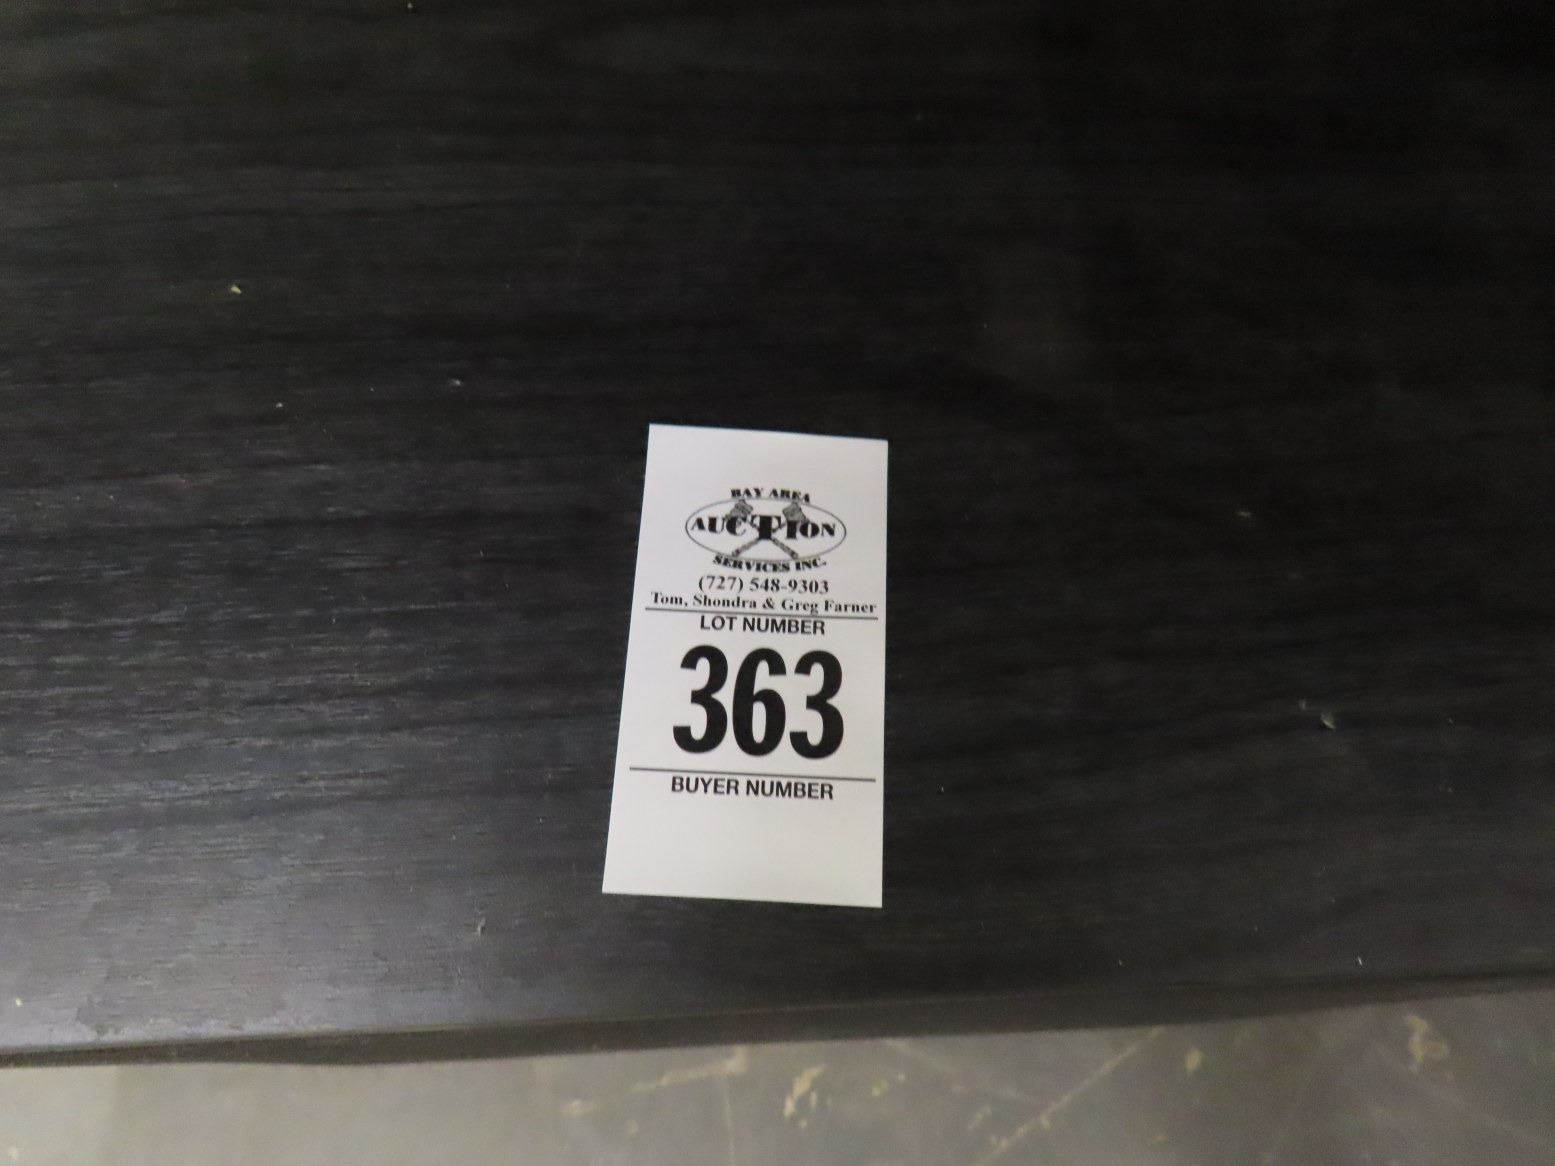 BAY AREA
AUCTION
SERVICES INC.
(727) 548-9303
Tom, Shondra & Greg Farner
LOT NUMBER
363
BUYER NUMBER